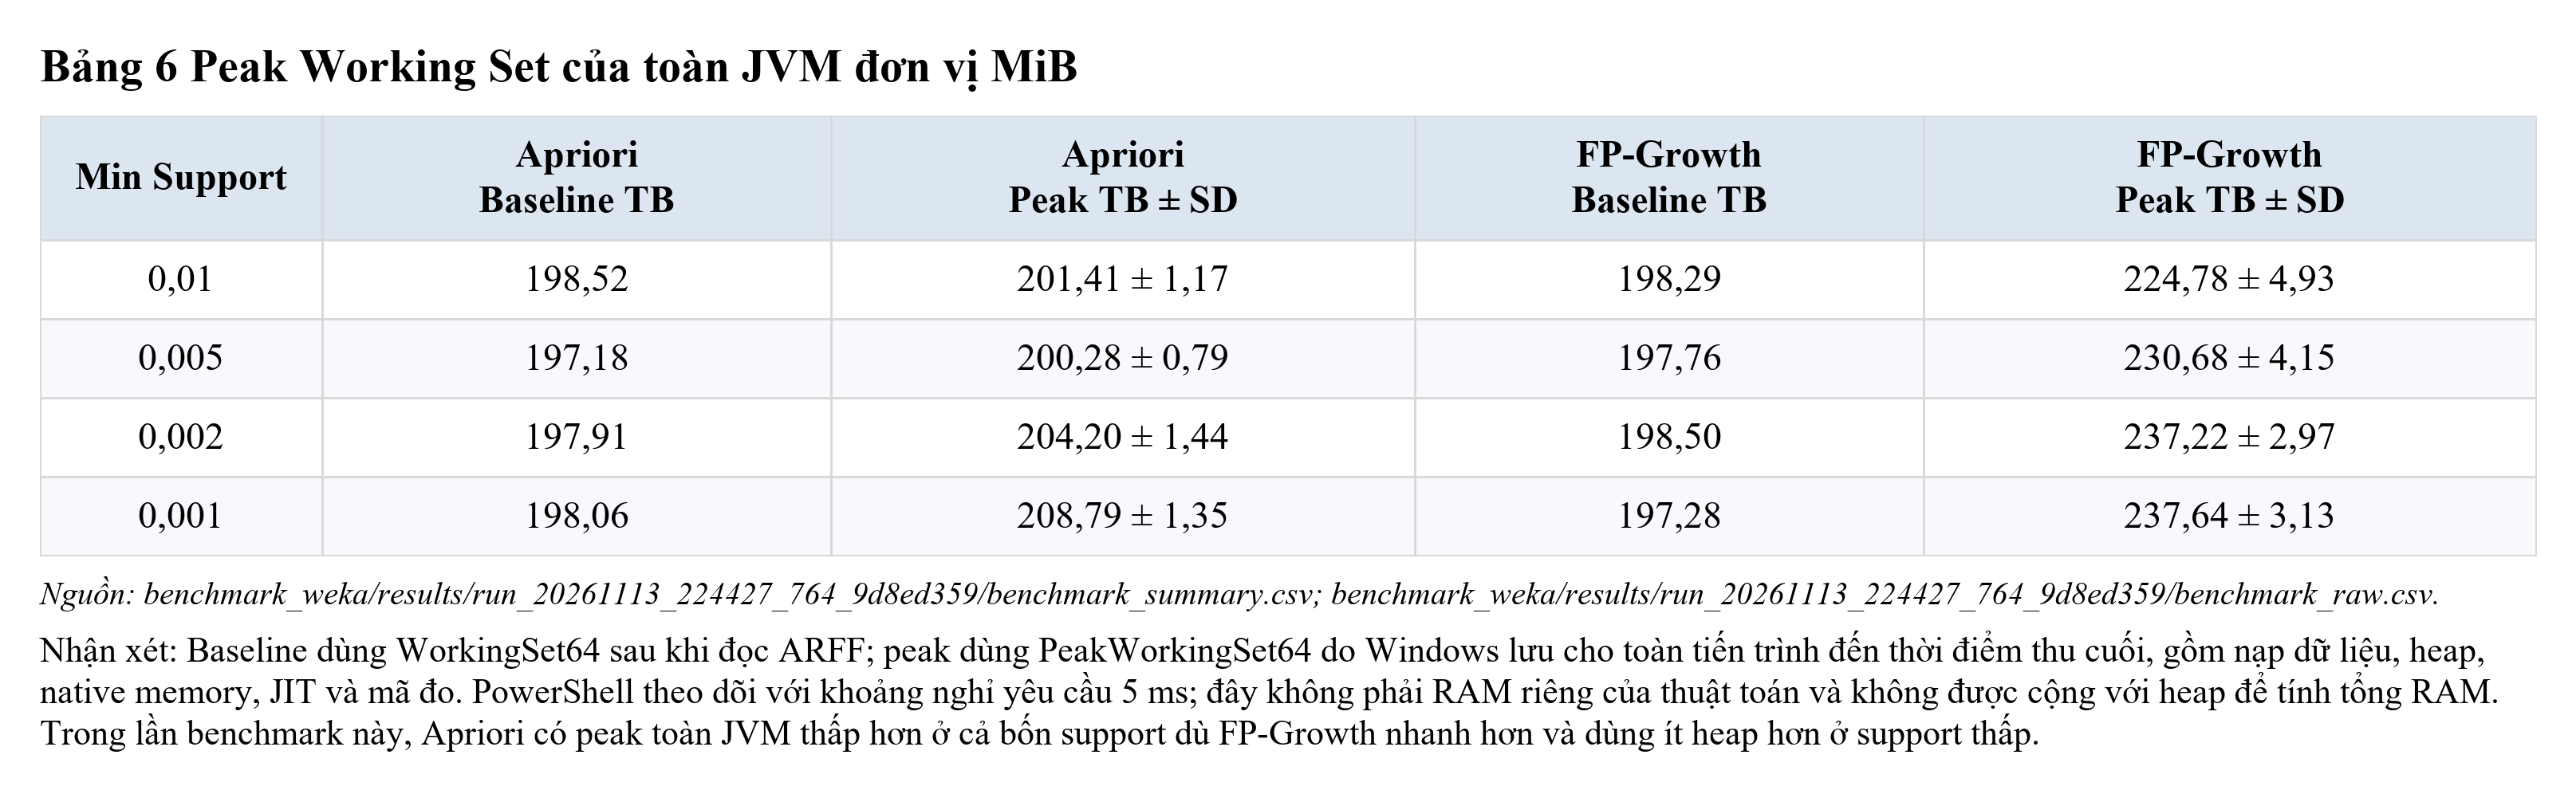 Bảng 6 Peak Working Set của toàn JVM đơn vị MiB
Min Support
Apriori
Baseline TB
Apriori
Peak TB ± SD
FP-Growth
Baseline TB
FP-Growth
Peak TB ± SD
0,01 198,52 201,41 ± 1,17 198,29 224,78 ± 4,93
0,005 197,18 200,28 ± 0,79 197,76 230,68 ± 4,15
0,002 197,91 204,20 ± 1,44 198,50 237,22 ± 2,97
0,001 198,06 208,79 ± 1,35 197,28 237,64 ± 3,13
Nguồn: benchmark_weka/results/run_20261113_224427_764_9d8ed359/benchmark_summary.csv; benchmark_weka/results/run_20261113_224427_764_9d8ed359/benchmark_raw.csv.
Nhận xét: Baseline dùng WorkingSet64 sau khi đọc ARFF; peak dùng PeakWorkingSet64 do Windows lưu cho toàn tiến trình đến thời điểm thu cuối, gồm nạp dữ liệu, heap,
native memory, JIT và mã đo. PowerShell theo dõi với khoảng nghỉ yêu cầu 5 ms; đây không phải RAM riêng của thuật toán và không được cộng với heap để tính tổng RAM.
Trong lần benchmark này, Apriori có peak toàn JVM thấp hơn ở cả bốn support dù FP-Growth nhanh hơn và dùng ít heap hơn ở support thấp.